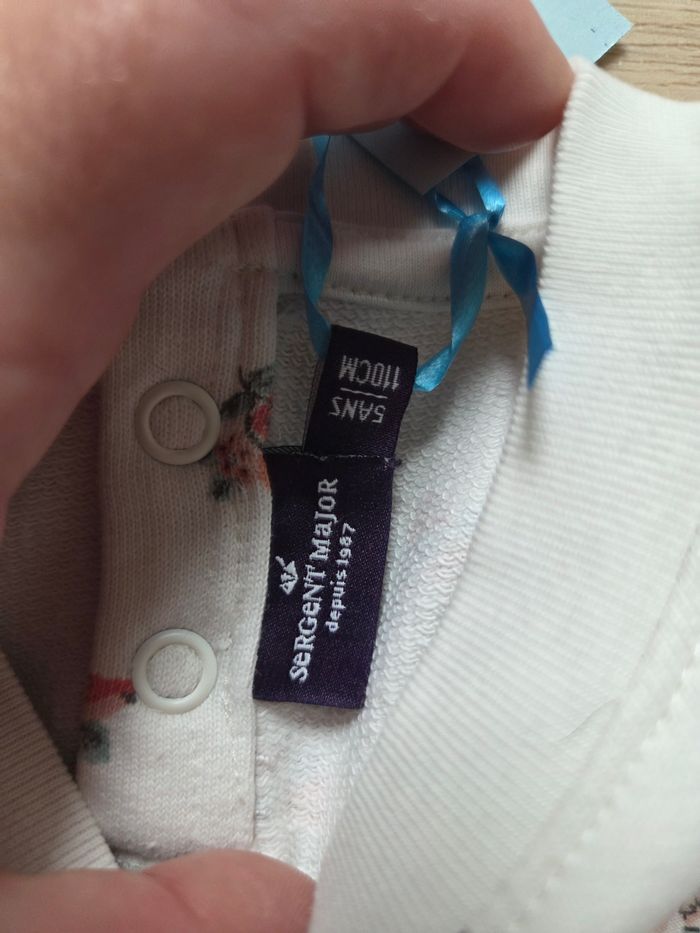 SeRGeNT MaJoR
depuis 1987
5ANS
110CM